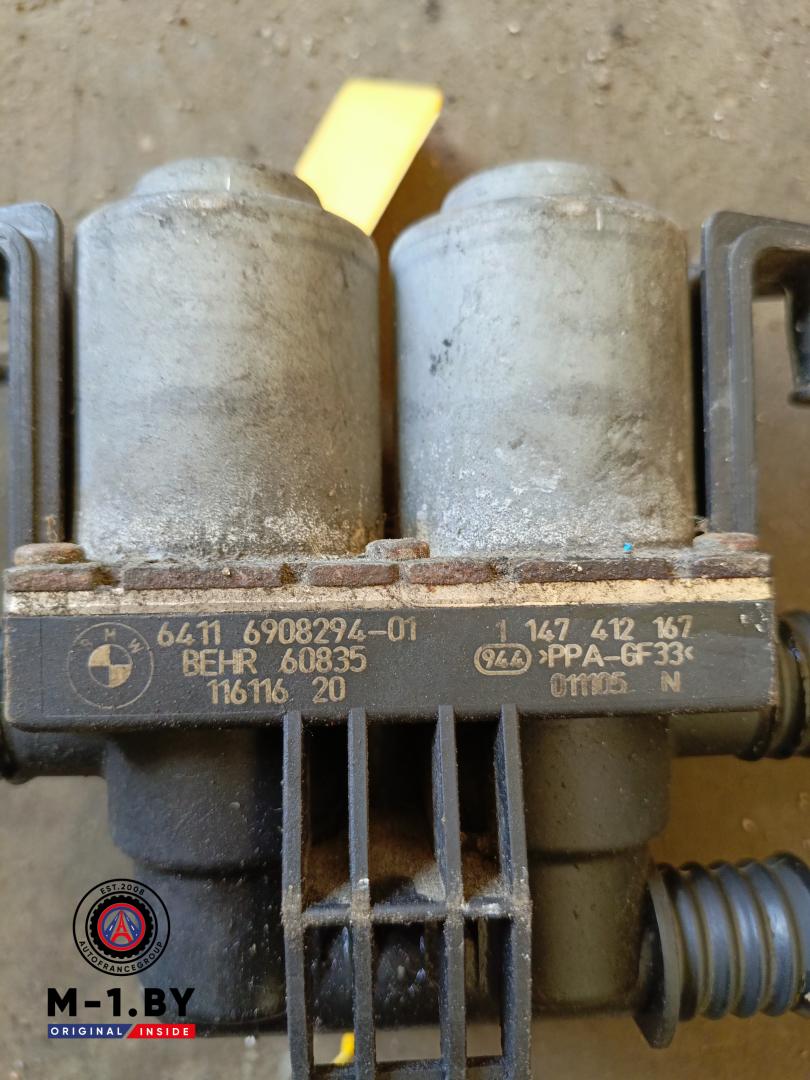 BMW
6411 6908294-01
BEHR 60835
116116 20
1 147 412 167
944 >PPA-GF33<
011105 N
EST.2008
AUTOFRANCEGROUP
M-1.BY
ORIGINAL INSIDE